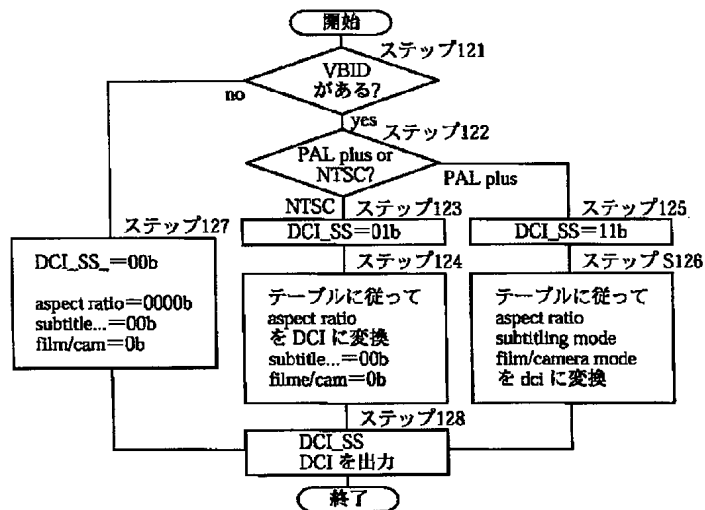 開始
ステップ121
VBID
がある?
no
yes
ステップ122
PAL plus or
NTSC?
PAL plus
NTSC
ステップ123
DCI_SS=01b
ステップ125
DCI_SS=11b
ステップ127
DCI_SS_=00b
aspect ratio=0000b
subtitle...=00b
film/cam=0b
ステップ124
テーブルに従って
aspect ratio
を DCI に変換
subtitle...=00b
filme/cam=0b
ステップ S126
テーブルに従って
aspect ratio
subtitling mode
film/camera mode
を dci に変換
ステップ128
DCI_SS
DCI を出力
終了